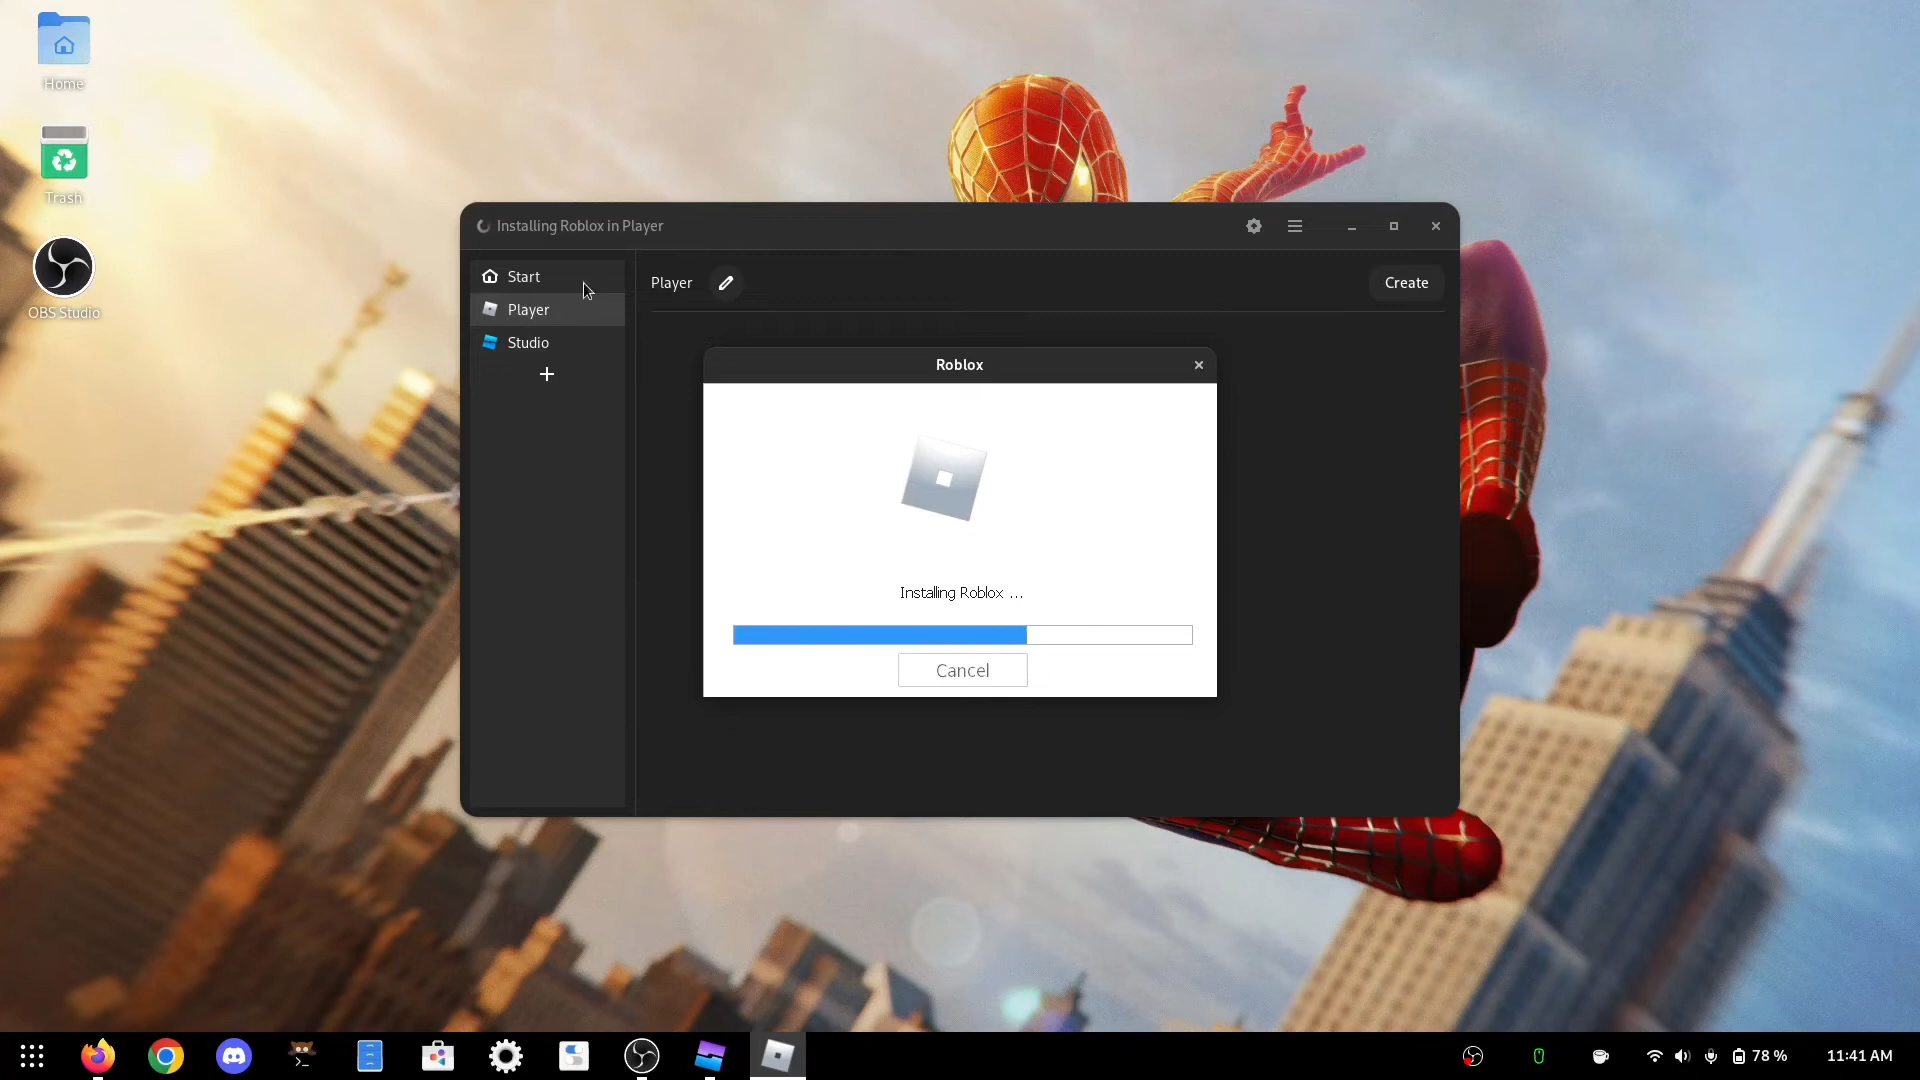 Home
Trash
OBS Studio
Installing Roblox in Player
Start
Player
Studio
Player
Create
Roblox
Installing Roblox ...
Cancel
78 %
11:41 AM